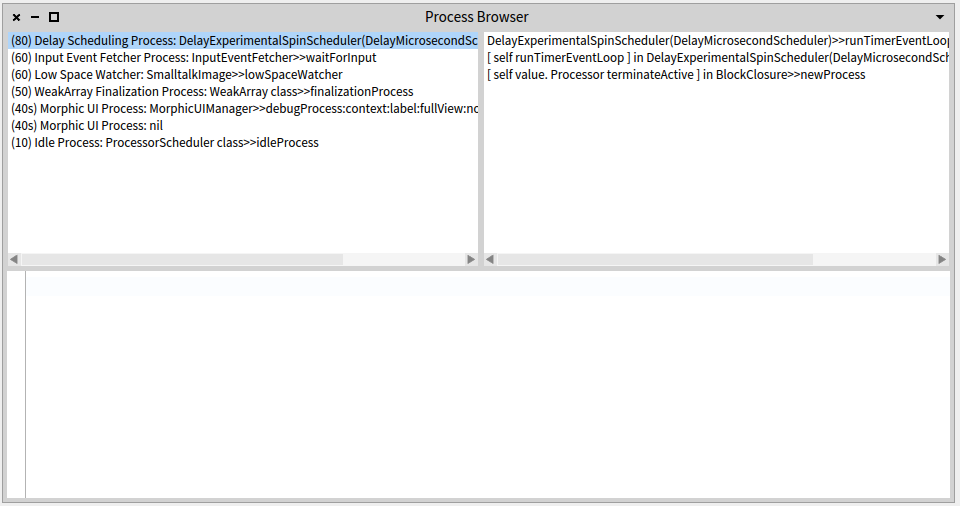 Process Browser
(80) Delay Scheduling Process: DelayExperimentalSpinScheduler(DelayMicrosecondSc
(60) Input Event Fetcher Process: InputEventFetcher>>waitForInput
(60) Low Space Watcher: SmalltalkImage>>lowSpaceWatcher
(50) WeakArray Finalization Process: WeakArray class>>finalizationProcess
(40s) Morphic UI Process: MorphicUIManager>>debugProcess:context:label:fullView:no
(40s) Morphic UI Process: nil
(10) Idle Process: ProcessorScheduler class>>idleProcess
DelayExperimentalSpinScheduler(DelayMicrosecondScheduler)>>runTimerEventLoop
[ self runTimerEventLoop ] in DelayExperimentalSpinScheduler(DelayMicrosecondSch
[ self value. Processor terminateActive ] in BlockClosure>>newProcess